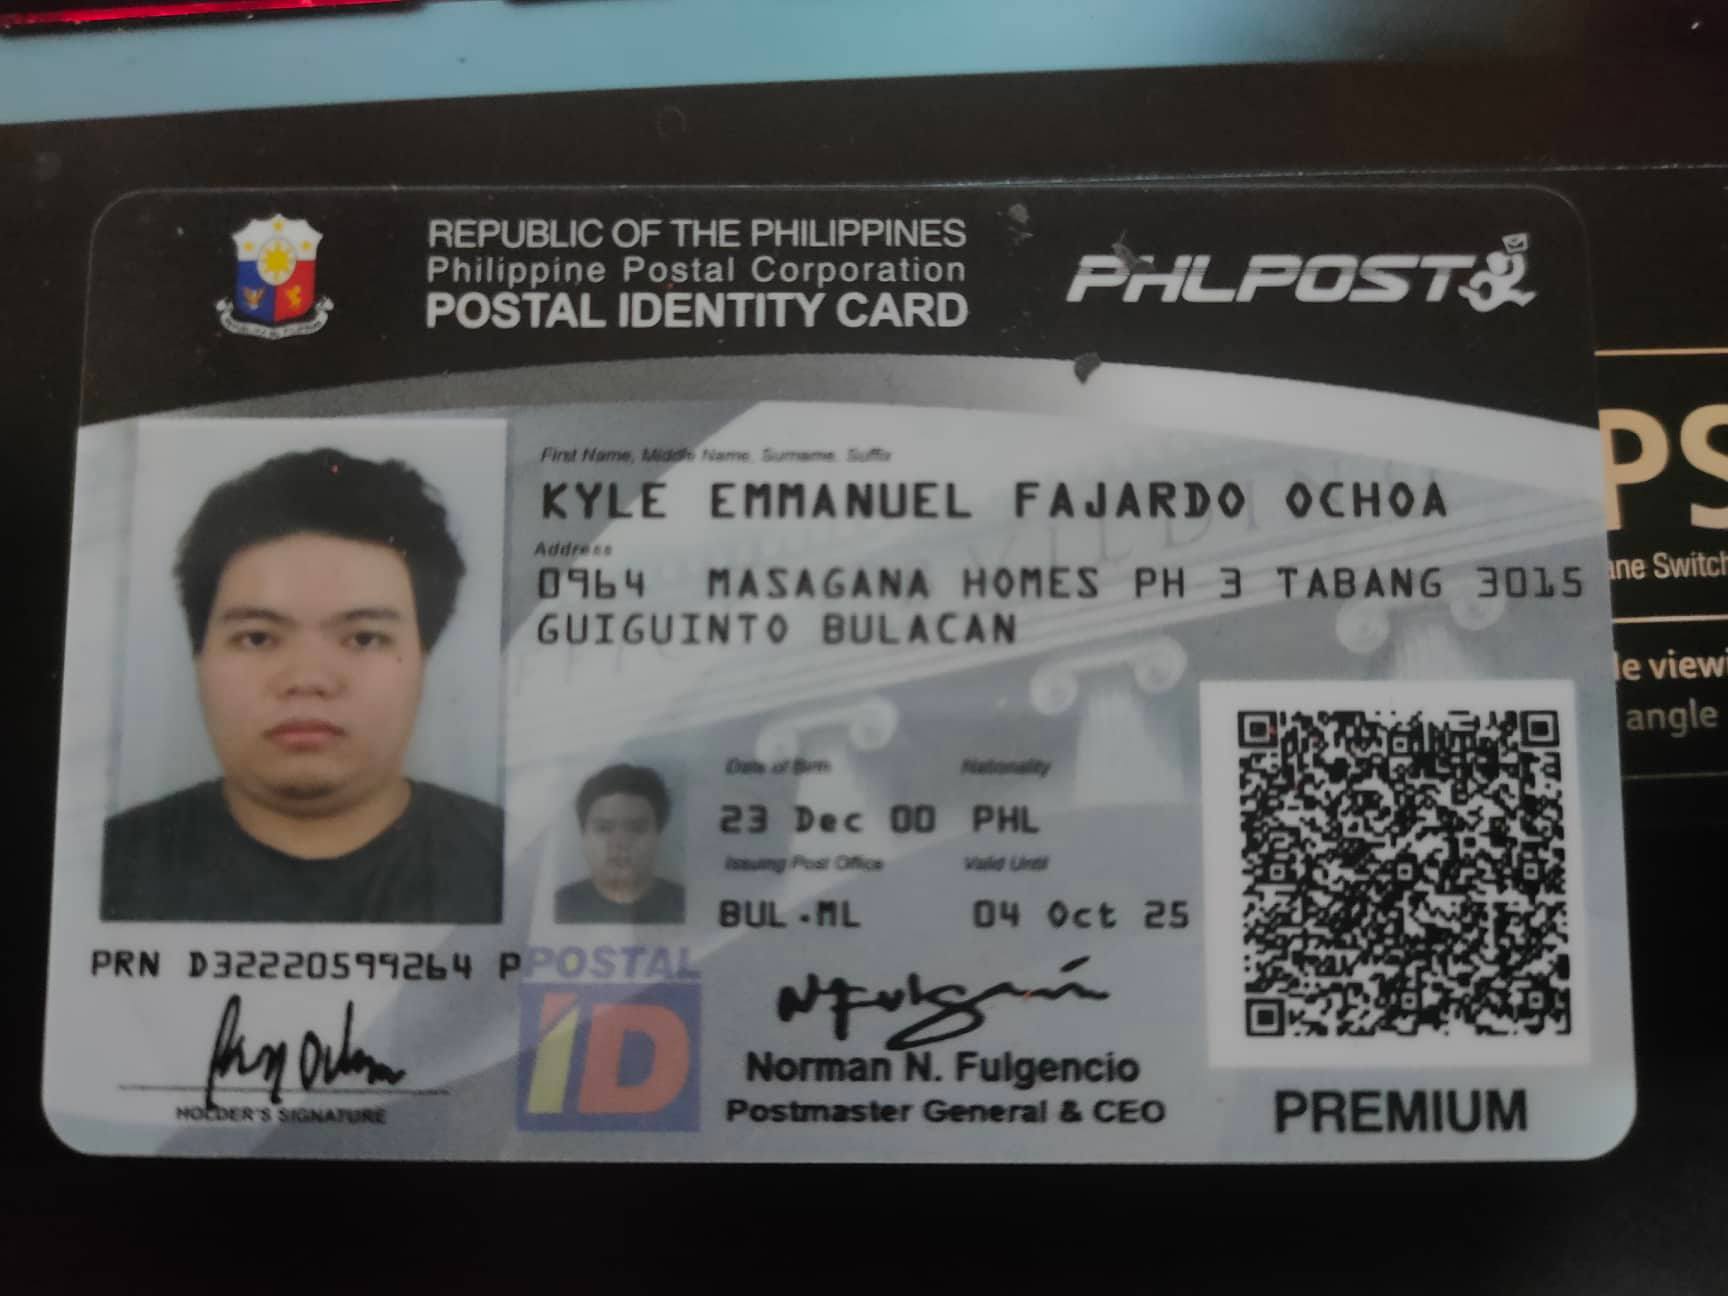 REPUBLIC OF THE PHILIPPINES
Philippine Postal Corporation
POSTAL IDENTITY CARD
PHLPOST
First Name, Middle Name, Surname, Suffix
KYLE EMMANUEL FAJARDO OCHOA
Address
0964 MASAGANA HOMES PH 3 TABANG 3015
GUIGUINTO BULACAN
Date of Birth
Nationality
23 Dec 00
PHL
Issuing Post Office
Valid Until
BUL.ML
04 Oct 25
PRN D32220599264 P
POSTAL
ID
HOLDER'S SIGNATURE
Norman N. Fulgencio
Postmaster General & CEO
PREMIUM
PS
ane Switch
le viewi
angle